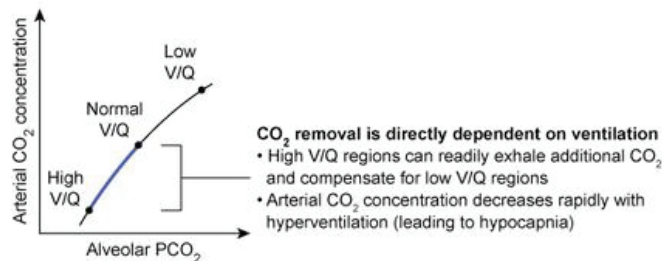 Arterial CO₂ concentration
Low
V/Q
Normal
V/Q
High
V/Q
Alveolar PCO₂
CO₂ removal is directly dependent on ventilation
• High V/Q regions can readily exhale additional CO₂
and compensate for low V/Q regions
• Arterial CO₂ concentration decreases rapidly with
hyperventilation (leading to hypocapnia)